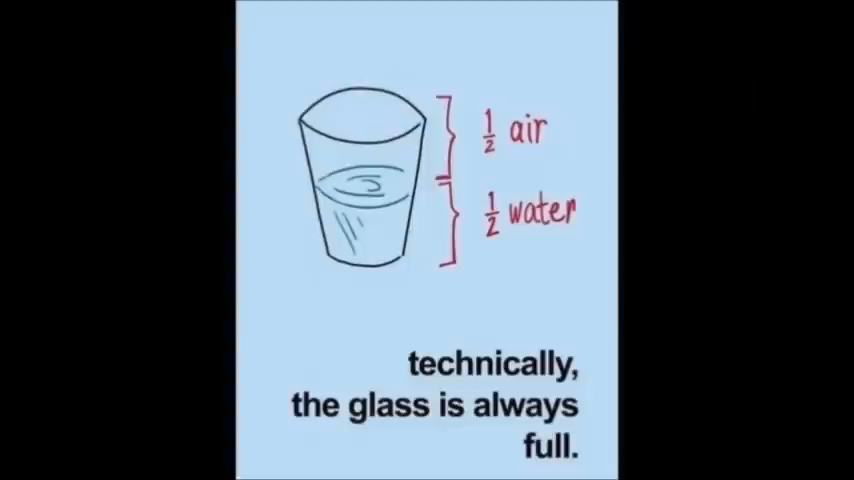 ½ air
½ water
technically,
the glass is always
full.